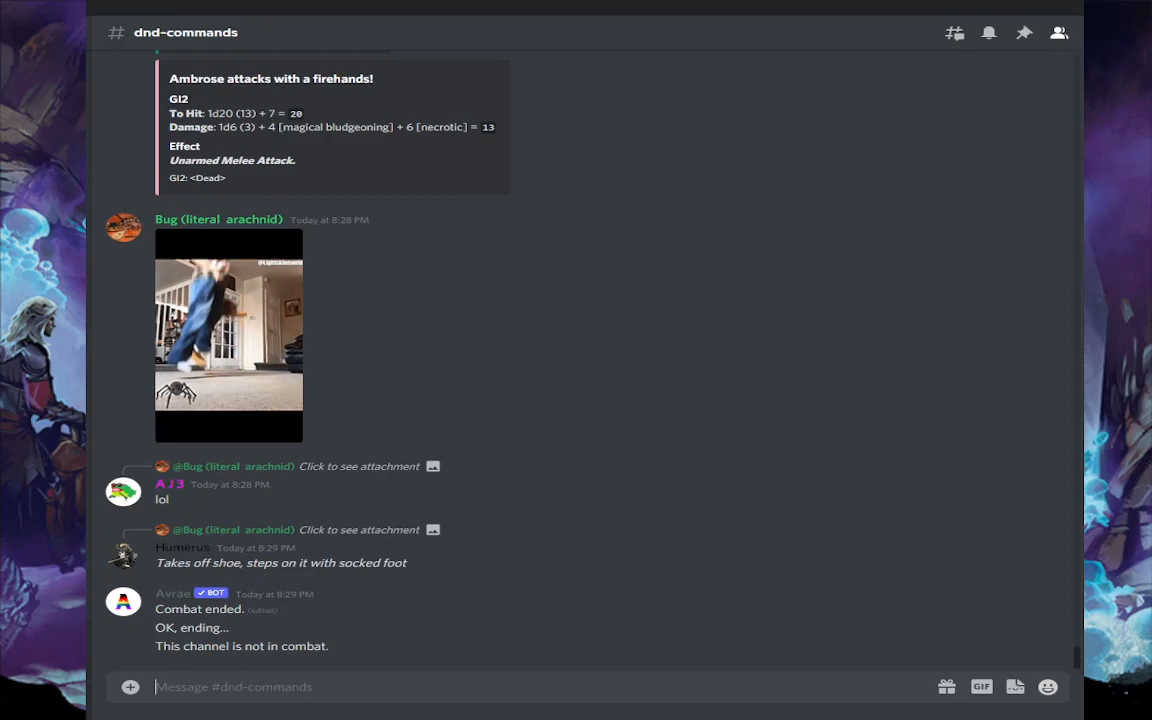 dnd-commands
Ambrose attacks with a firehands!
GI2
To Hit: 1d20 (13) + 7 = 20
Damage: 1d6 (3) + 4 [magical bludgeoning] + 6 [necrotic] = 13
Effect
Unarmed Melee Attack.
GI2: <Dead>
Bug (literal arachnid) Today at 8:28 PM
@Bug (literal arachnid) Click to see attachment
A J 3 Today at 8:28 PM
lol
@Bug (literal arachnid) Click to see attachment
Humerus Today at 8:29 PM
Takes off shoe, steps on it with socked foot
Avrae BOT Today at 8:29 PM
Combat ended. (edited)
OK, ending...
This channel is not in combat.
Message #dnd-commands
GIF